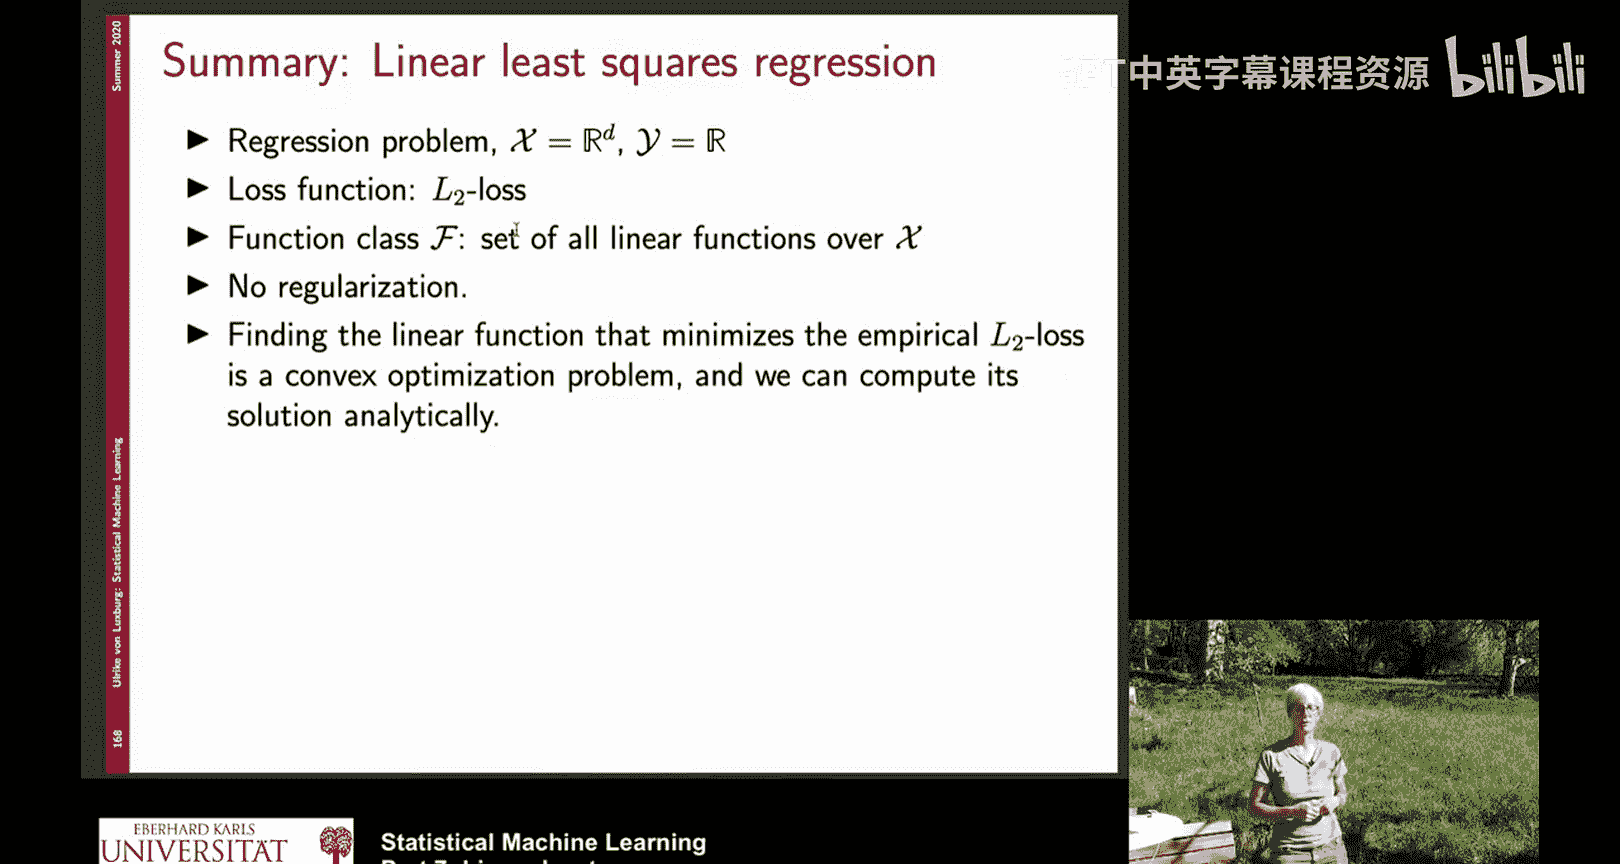 Summary: Linear least squares regression
► Regression problem, 𝒳 = ℝᵈ, 𝒴 = ℝ
► Loss function: L₂-loss
► Function class ℱ: set of all linear functions over 𝒳
► No regularization.
► Finding the linear function that minimizes the empirical L₂-loss
is a convex optimization problem, and we can compute its
solution analytically.
Summer 2020
Ulrike von Luxburg: Statistical Machine Learning
168
中英字幕课程资源
bilibili
EBERHARD KARLS
UNIVERSITÄT
Statistical Machine Learning